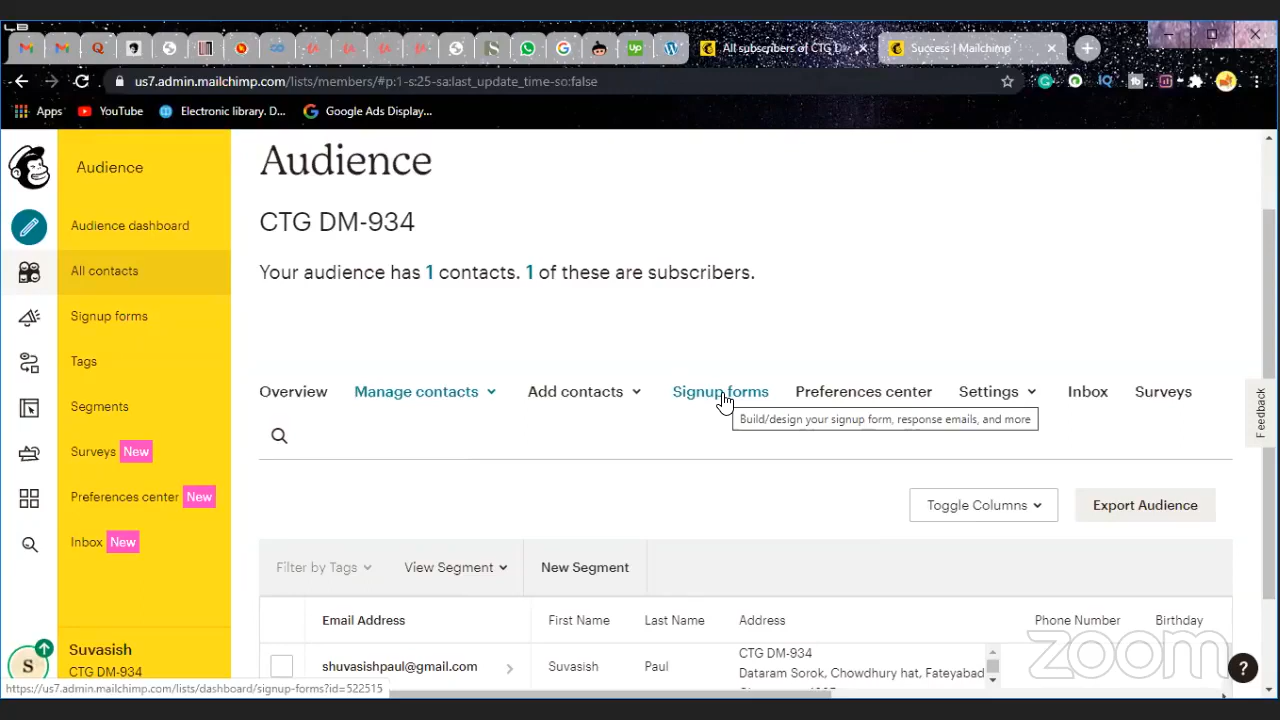 All subscribers of CTG D
Success | Mailchimp
us7.admin.mailchimp.com/lists/members/#p:1-s:25-sa:last_update_time-so:false
Apps
YouTube
Electronic library. D...
Google Ads Display...
Audience
Audience dashboard
All contacts
Signup forms
Tags
Segments
Surveys New
Preferences center New
Inbox New
Suvasish
CTG DM-934
S
https://us7.admin.mailchimp.com/lists/dashboard/signup-forms?id=522515
Audience
CTG DM-934
Your audience has 1 contacts. 1 of these are subscribers.
Overview Manage contacts Add contacts Signup forms Preferences center Settings Inbox Surveys
Build/design your signup form, response emails, and more
Feedback
Toggle Columns Export Audience
Filter by Tags View Segment New Segment
Email Address First Name Last Name Address Phone Number Birthday
shuvasishpaul@gmail.com Suvasish Paul CTG DM-934
Dataram Sorok, Chowdhury hat, Fateyabad
zoom
?